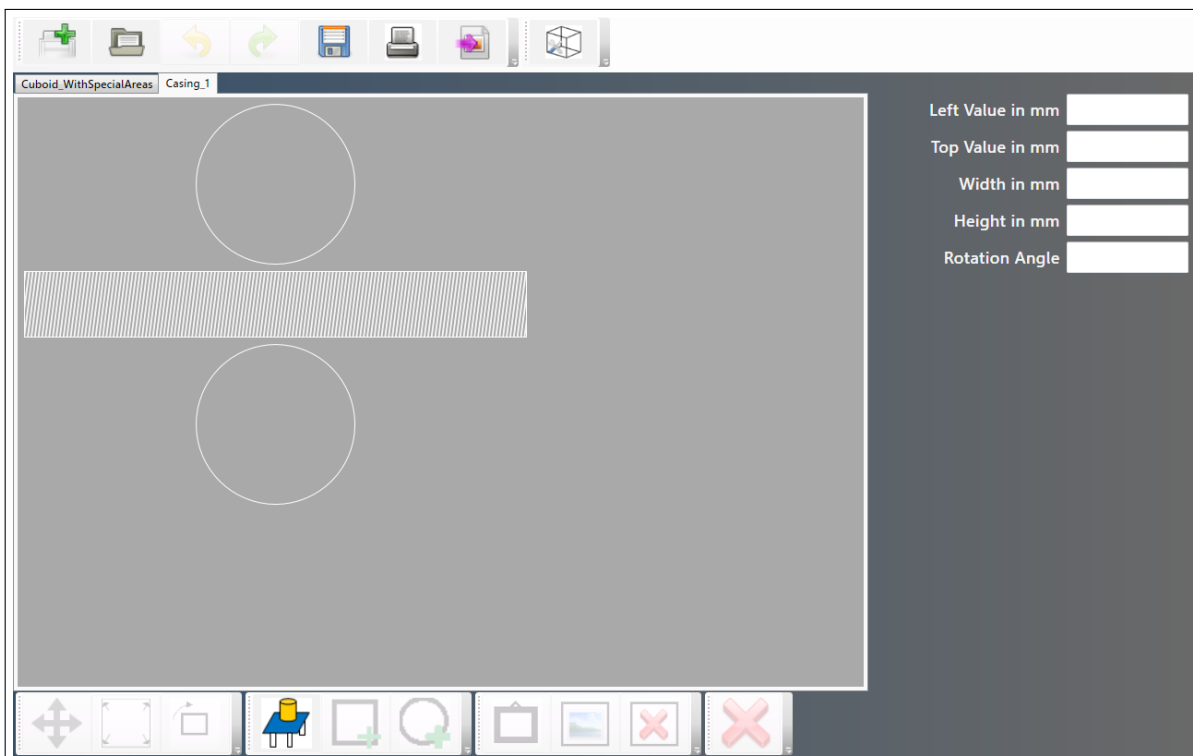 Cuboid_WithSpecialAreas Casing_1
Left Value in mm
Top Value in mm
Width in mm
Height in mm
Rotation Angle